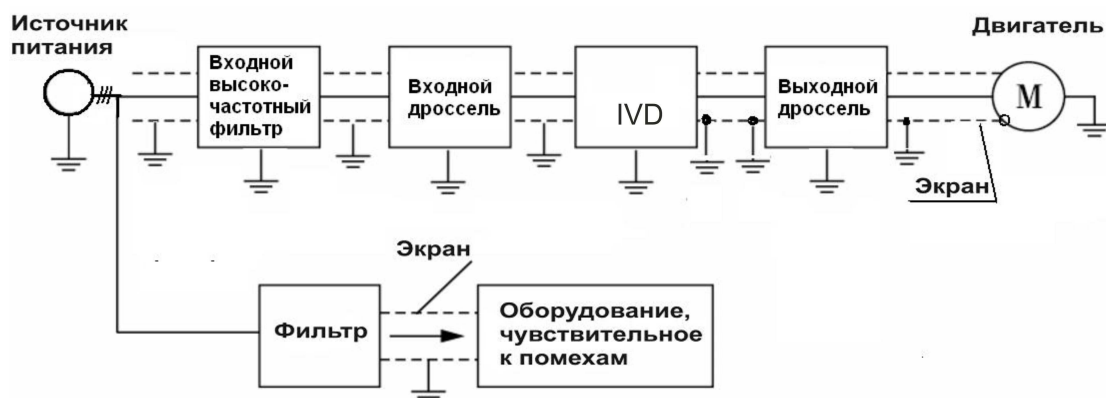 Источник
питания
Входной
высоко-
частотный
фильтр
Входной
дроссель
IVD
Выходной
дроссель
Двигатель
M
Экран
Экран
Фильтр
Оборудование,
чувствительное
к помехам